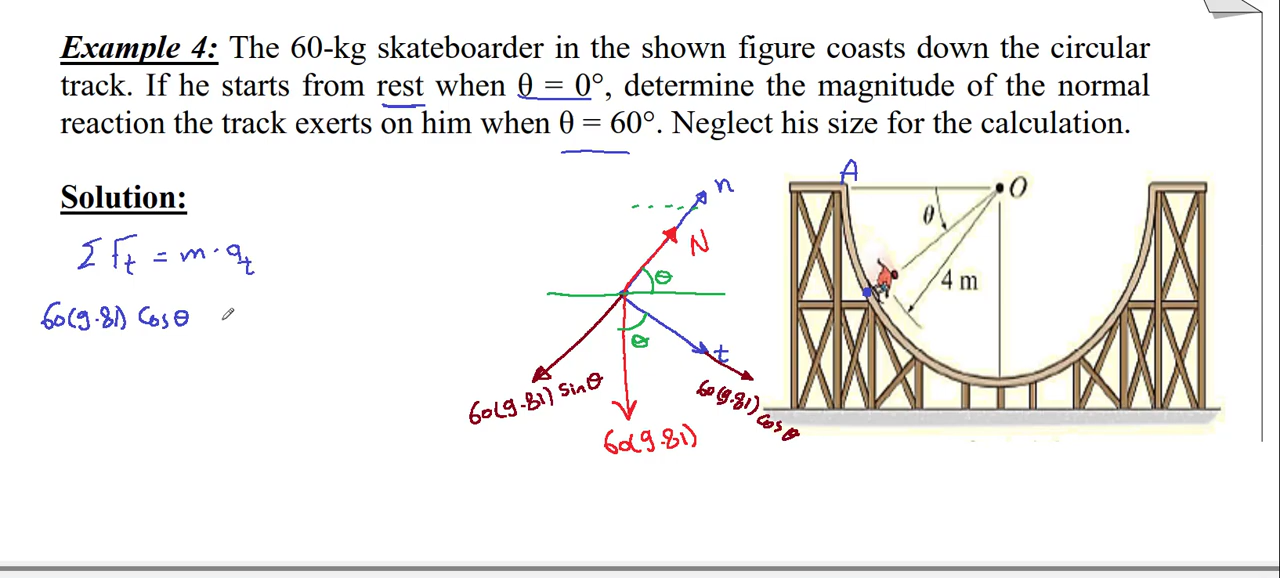 Example 4: The 60-kg skateboarder in the shown figure coasts down the circular
track. If he starts from rest when θ = 0°, determine the magnitude of the normal
reaction the track exerts on him when θ = 60°. Neglect his size for the calculation.
Solution:
Σ Ft = m · at
60(9.81) Cosθ
n
N
θ
θ
t
60(9.81) sinθ
60(9.81) cosθ
60(9.81)
A
O
θ
4 m